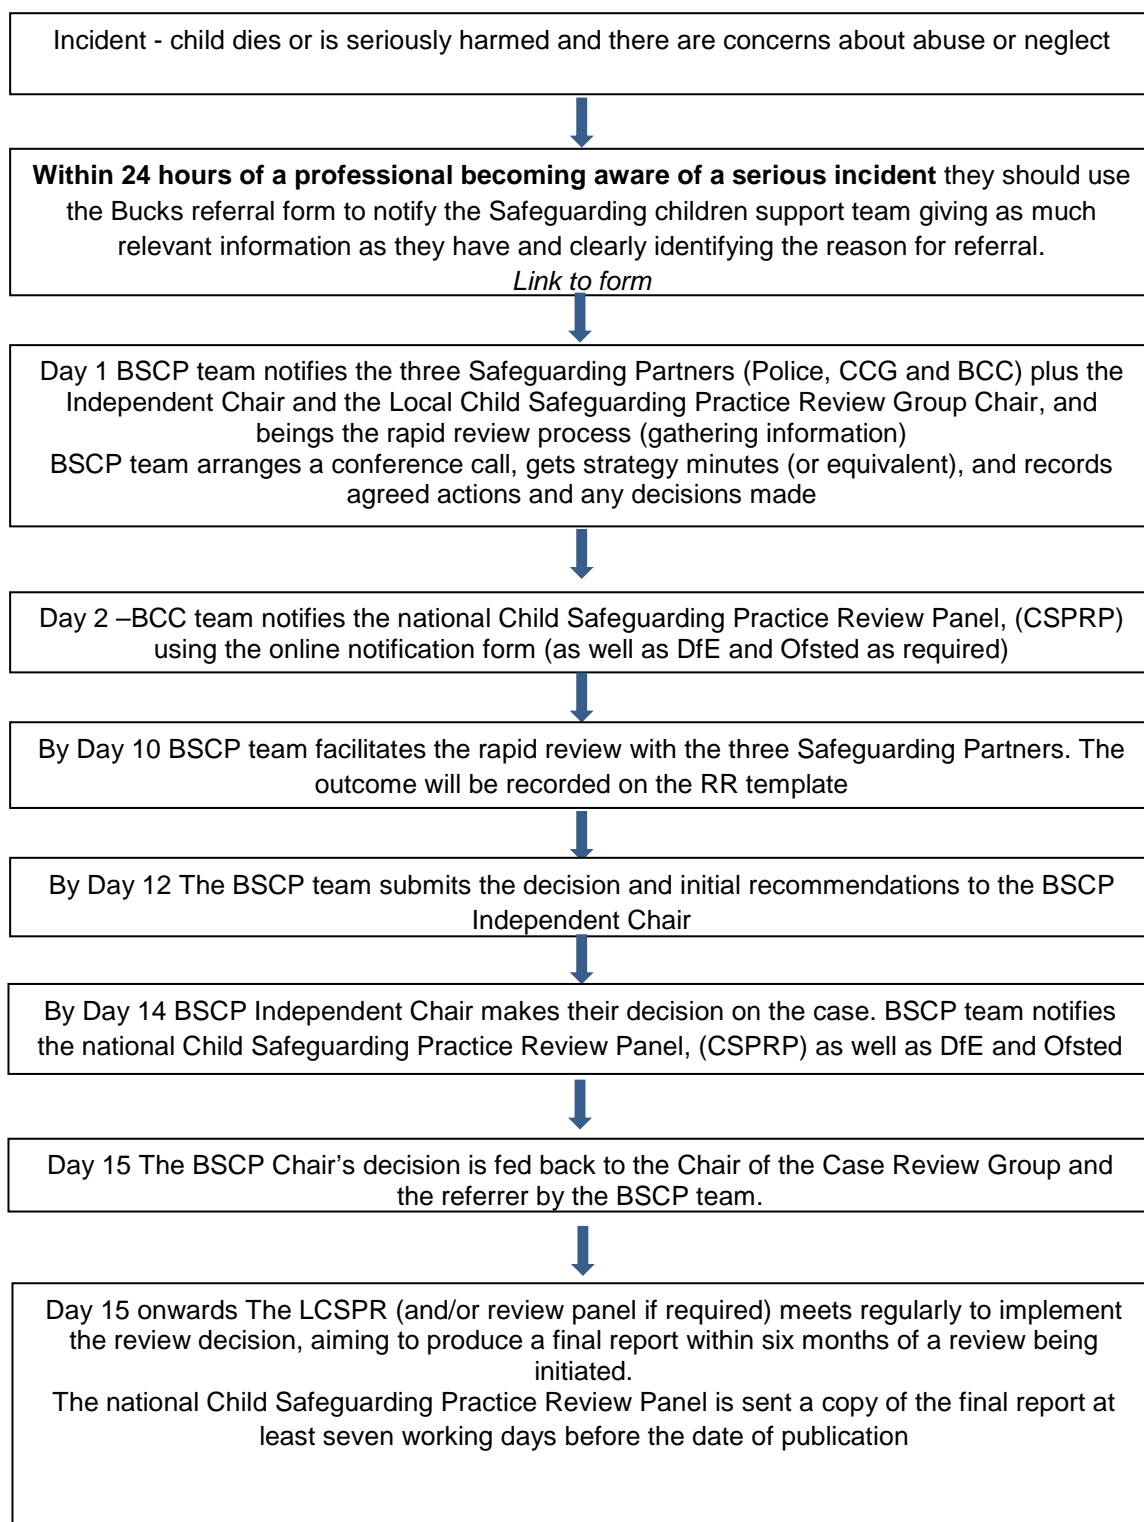 Incident - child dies or is seriously harmed and there are concerns about abuse or neglect
Within 24 hours of a professional becoming aware of a serious incident they should use
the Bucks referral form to notify the Safeguarding children support team giving as much
relevant information as they have and clearly identifying the reason for referral.
Link to form
Day 1 BSCP team notifies the three Safeguarding Partners (Police, CCG and BCC) plus the
Independent Chair and the Local Child Safeguarding Practice Review Group Chair, and
beings the rapid review process (gathering information)
BSCP team arranges a conference call, gets strategy minutes (or equivalent), and records
agreed actions and any decisions made
Day 2 –BCC team notifies the national Child Safeguarding Practice Review Panel, (CSPRP)
using the online notification form (as well as DfE and Ofsted as required)
By Day 10 BSCP team facilitates the rapid review with the three Safeguarding Partners. The
outcome will be recorded on the RR template
By Day 12 The BSCP team submits the decision and initial recommendations to the BSCP
Independent Chair
By Day 14 BSCP Independent Chair makes their decision on the case. BSCP team notifies
the national Child Safeguarding Practice Review Panel, (CSPRP) as well as DfE and Ofsted
Day 15 The BSCP Chair’s decision is fed back to the Chair of the Case Review Group and
the referrer by the BSCP team.
Day 15 onwards The LCSPR (and/or review panel if required) meets regularly to implement
the review decision, aiming to produce a final report within six months of a review being
initiated.
The national Child Safeguarding Practice Review Panel is sent a copy of the final report at
least seven working days before the date of publication